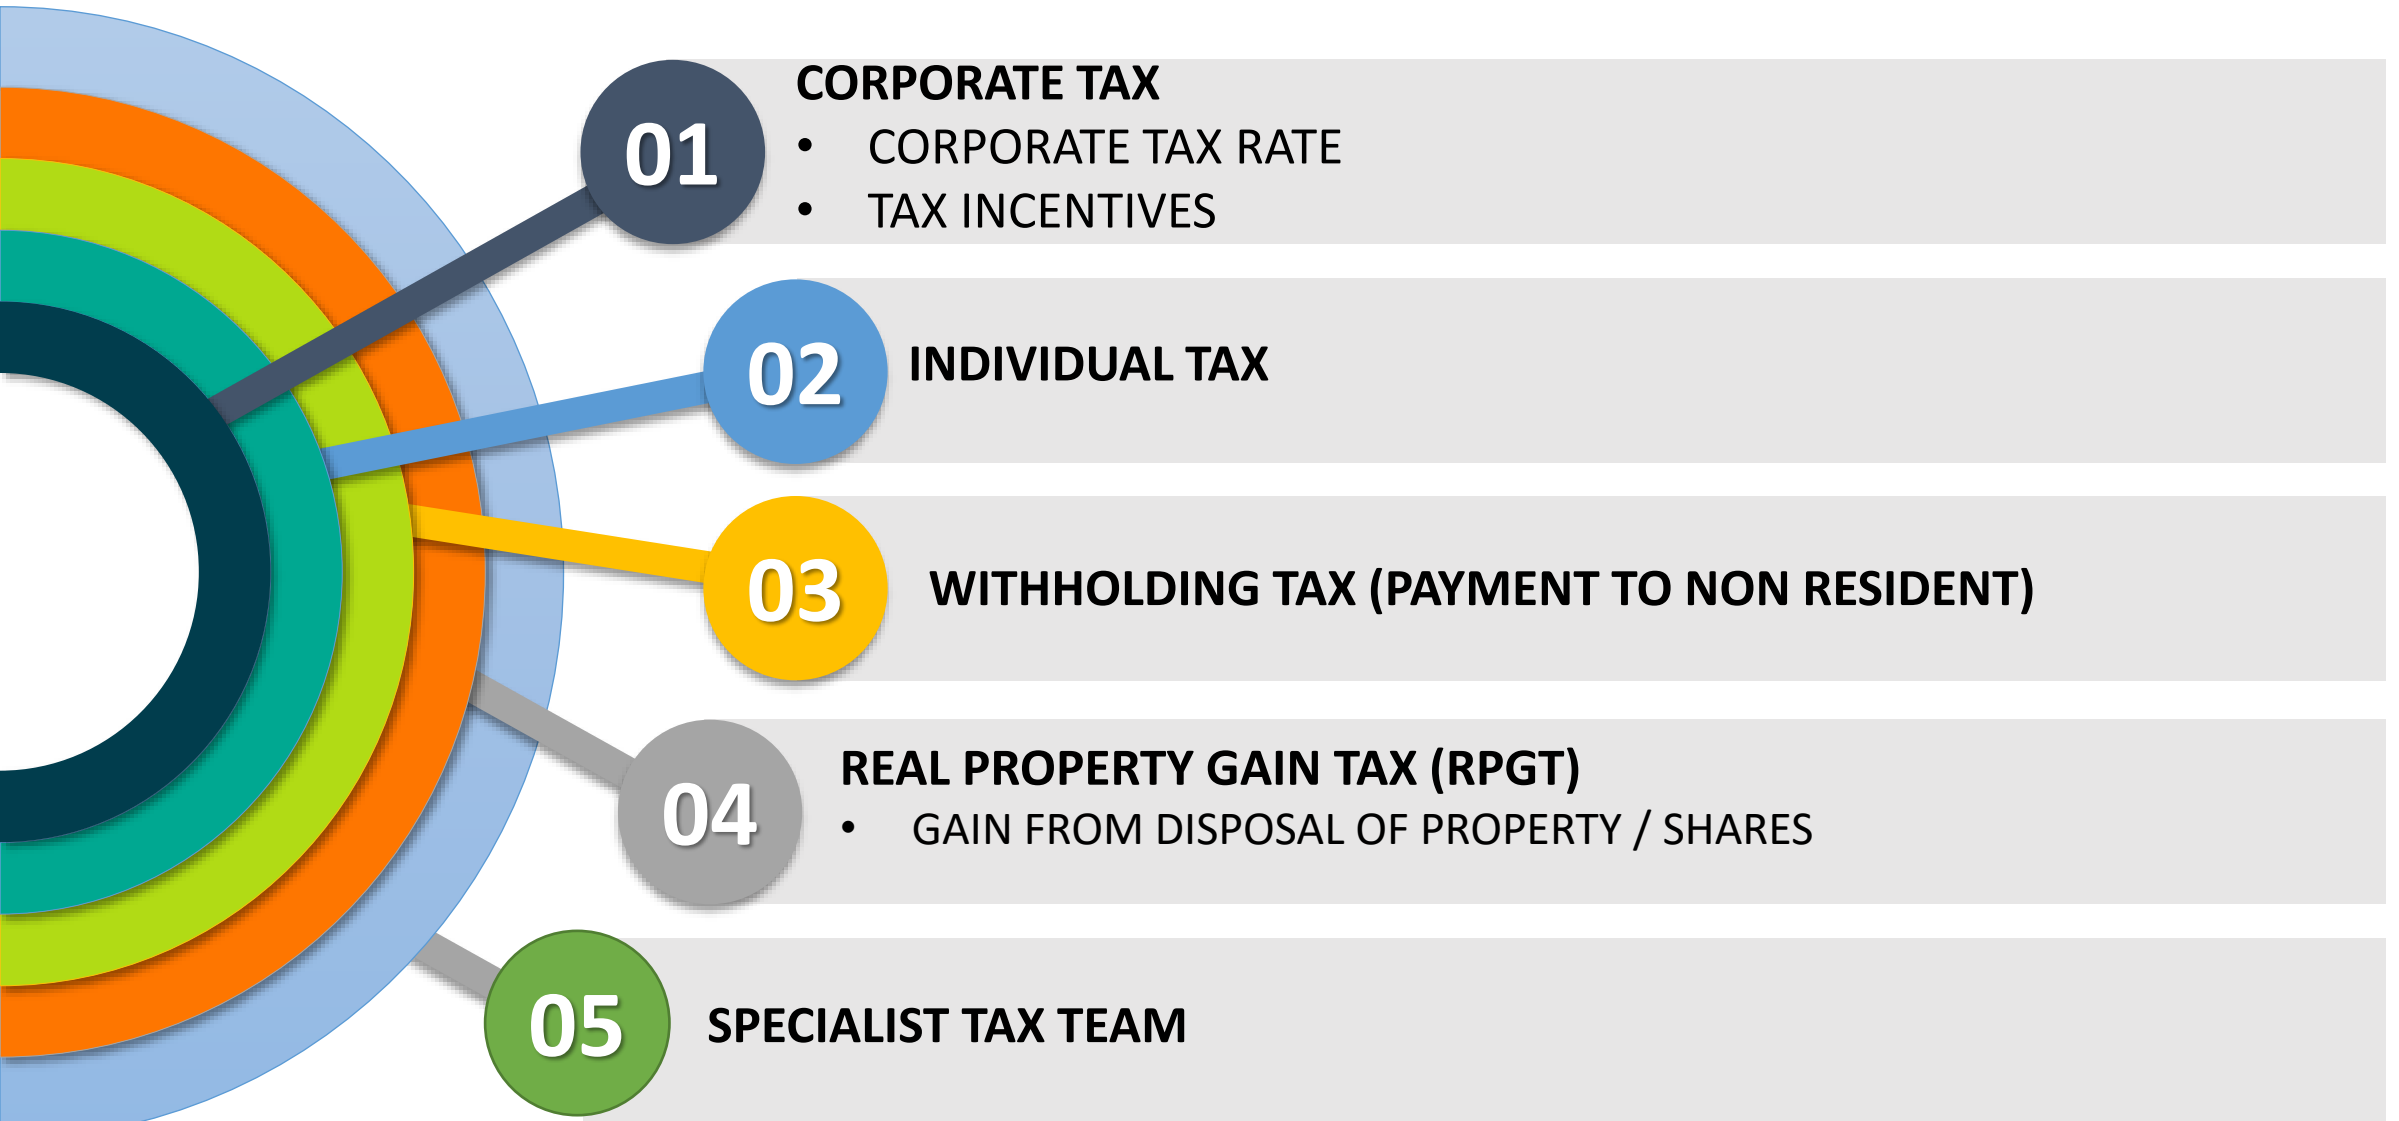 01
CORPORATE TAX
• CORPORATE TAX RATE
• TAX INCENTIVES
02
INDIVIDUAL TAX
03
WITHHOLDING TAX (PAYMENT TO NON RESIDENT)
04
REAL PROPERTY GAIN TAX (RPGT)
• GAIN FROM DISPOSAL OF PROPERTY / SHARES
05
SPECIALIST TAX TEAM